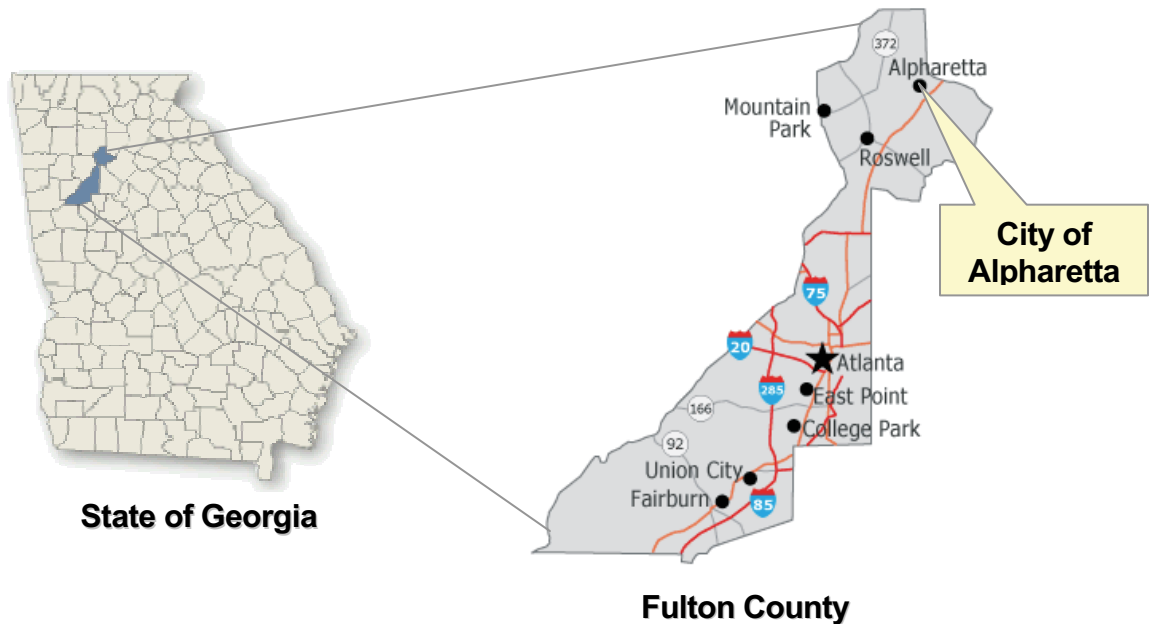 372
Alpharetta
Mountain
Park
Roswell
City of
Alpharetta
75
20
Atlanta
285
East Point
166
College Park
92
Union City
Fairburn
85
State of Georgia
Fulton County